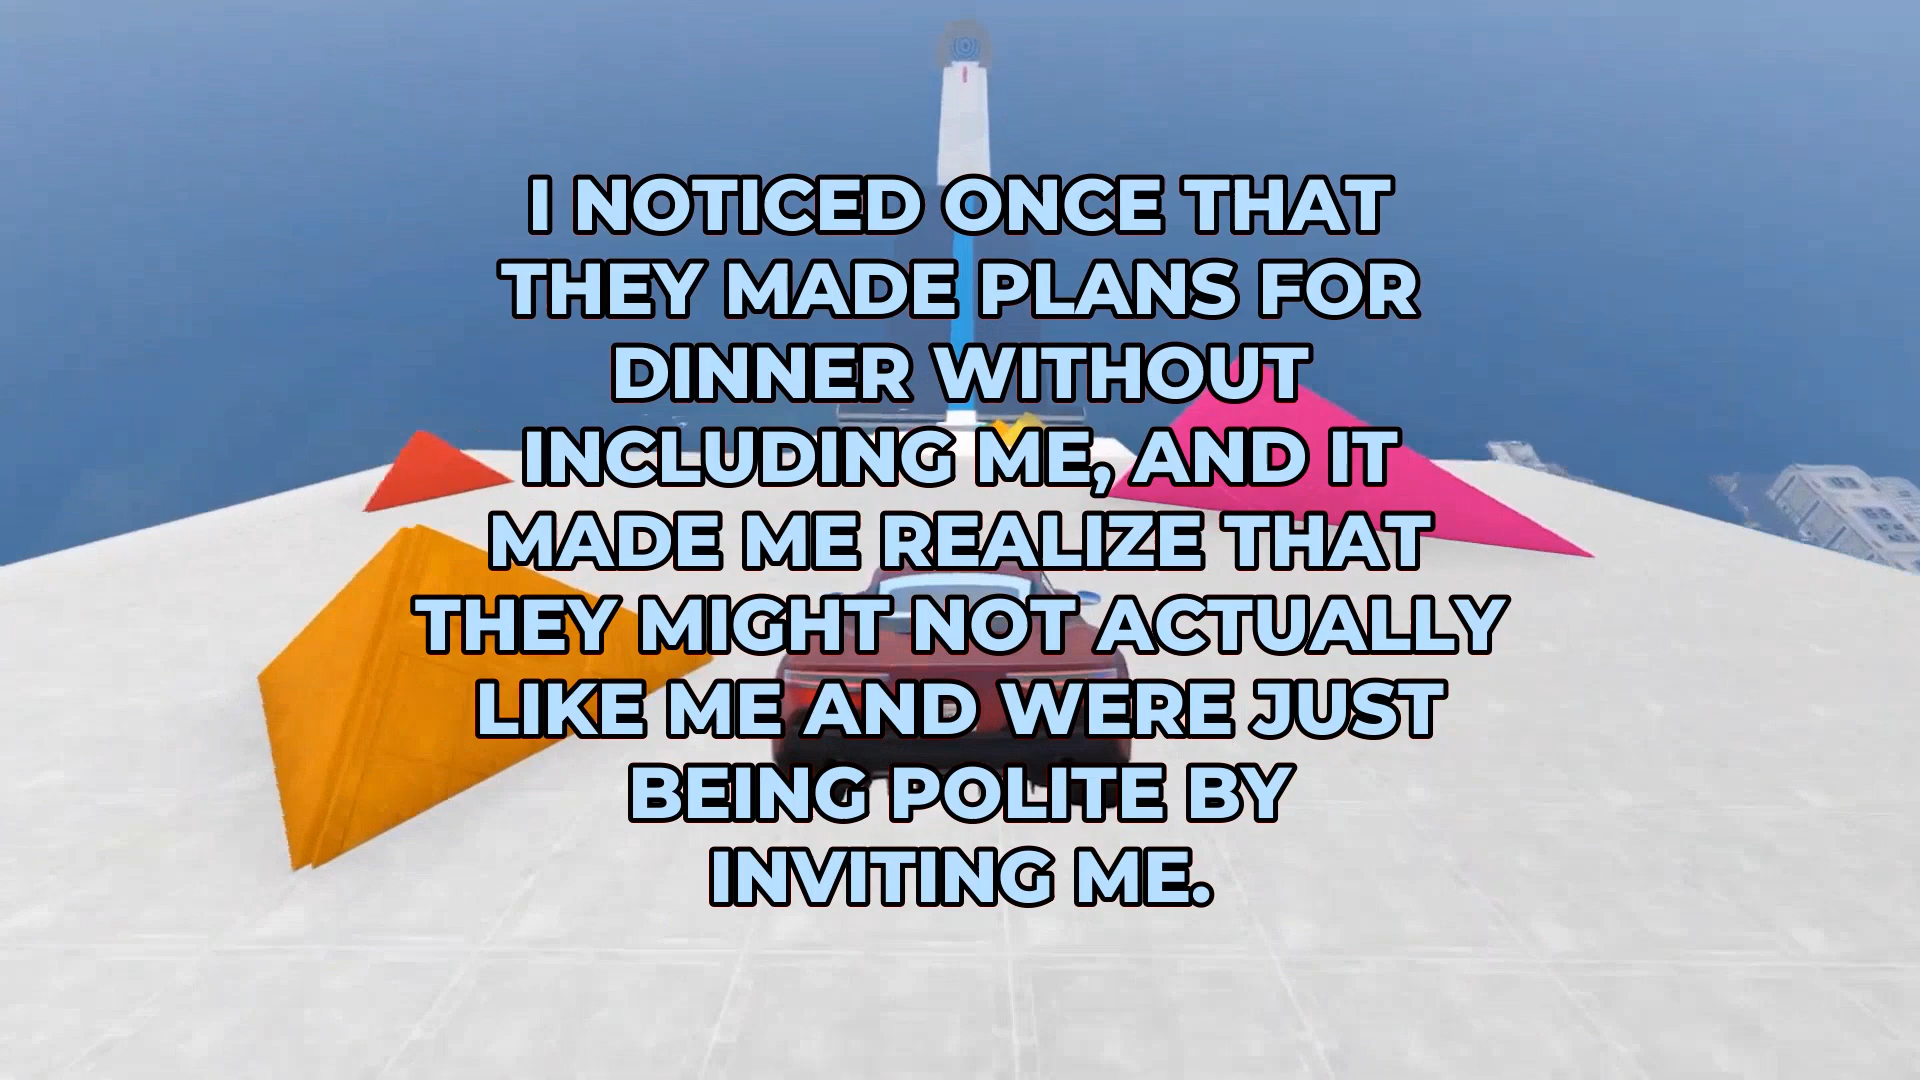 I NOTICED ONCE THAT
THEY MADE PLANS FOR
DINNER WITHOUT
INCLUDING ME, AND IT
MADE ME REALIZE THAT
THEY MIGHT NOT ACTUALLY
LIKE ME AND WERE JUST
BEING POLITE BY
INVITING ME.